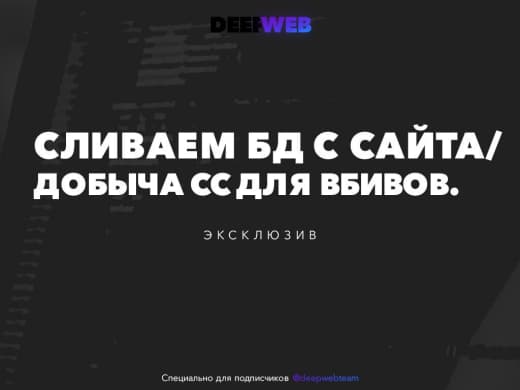 DEEPWEB
СЛИВАЕМ БД С САЙТА/
ДОБЫЧА СС ДЛЯ ВБИВОВ.
ЭКСКЛЮЗИВ
Специально для подписчиков @deepwebteam